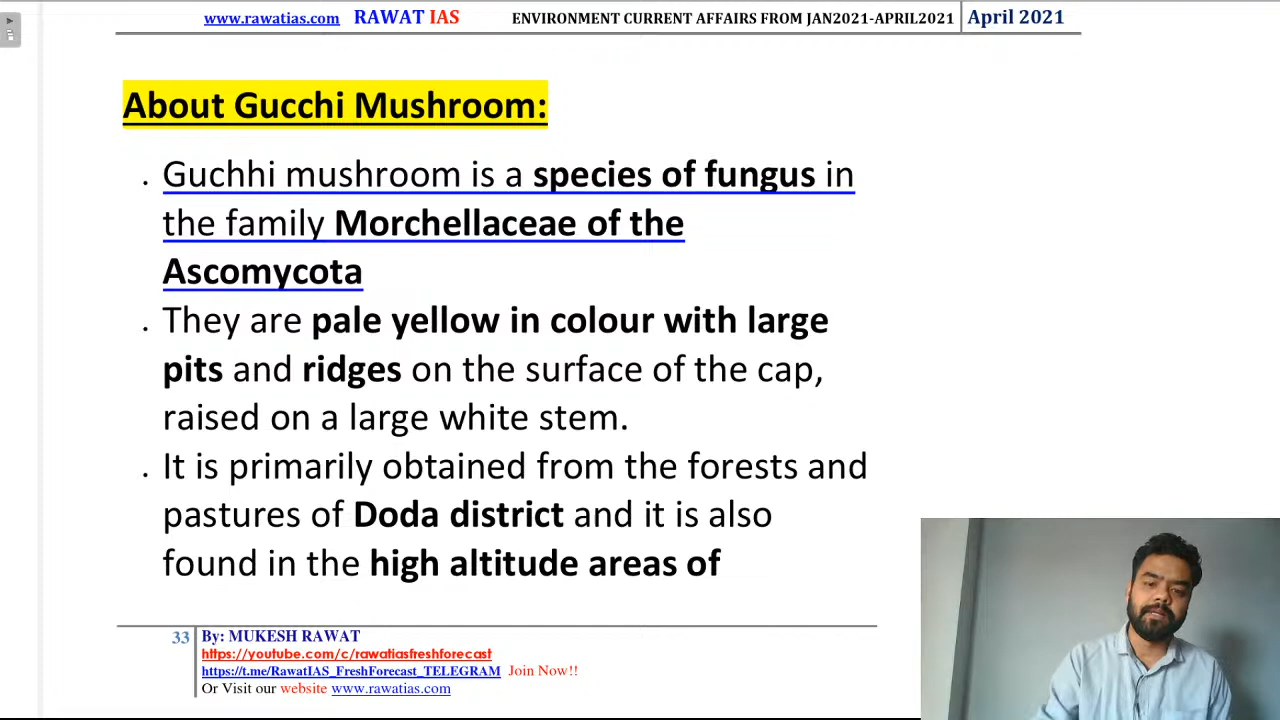 www.rawatias.com RAWAT IAS ENVIRONMENT CURRENT AFFAIRS FROM JAN2021-APRIL2021 April 2021
About Gucchi Mushroom:
. Guchhi mushroom is a species of fungus in
the family Morchellaceae of the
Ascomycota
. They are pale yellow in colour with large
pits and ridges on the surface of the cap,
raised on a large white stem.
. It is primarily obtained from the forests and
pastures of Doda district and it is also
found in the high altitude areas of
33 By: MUKESH RAWAT
https://youtube.com/c/rawatiasfreshforecast
https://t.me/RawatIAS_FreshForecast_TELEGRAM Join Now!!
Or Visit our website www.rawatias.com